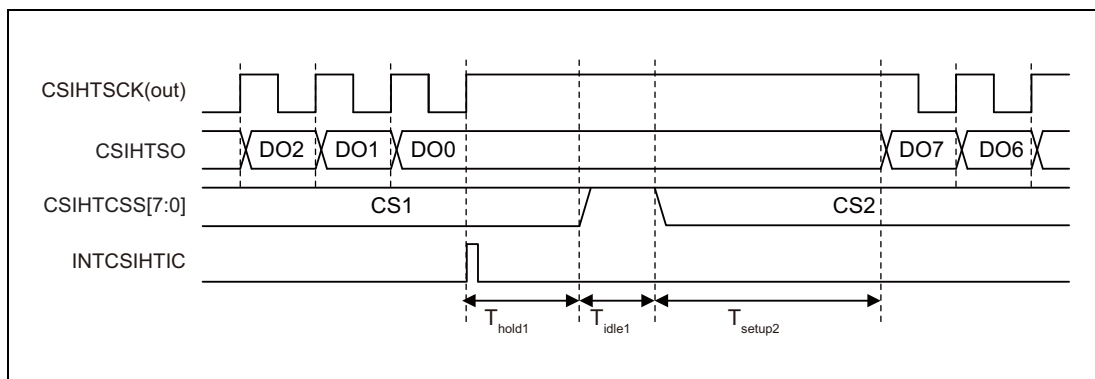 CSIHTSCK(out)
CSIHTSO DO2 DO1 DO0 DO7 DO6
CSIHTCSS[7:0] CS1 CS2
INTCSIHTIC
Thold1 Tidle1 Tsetup2